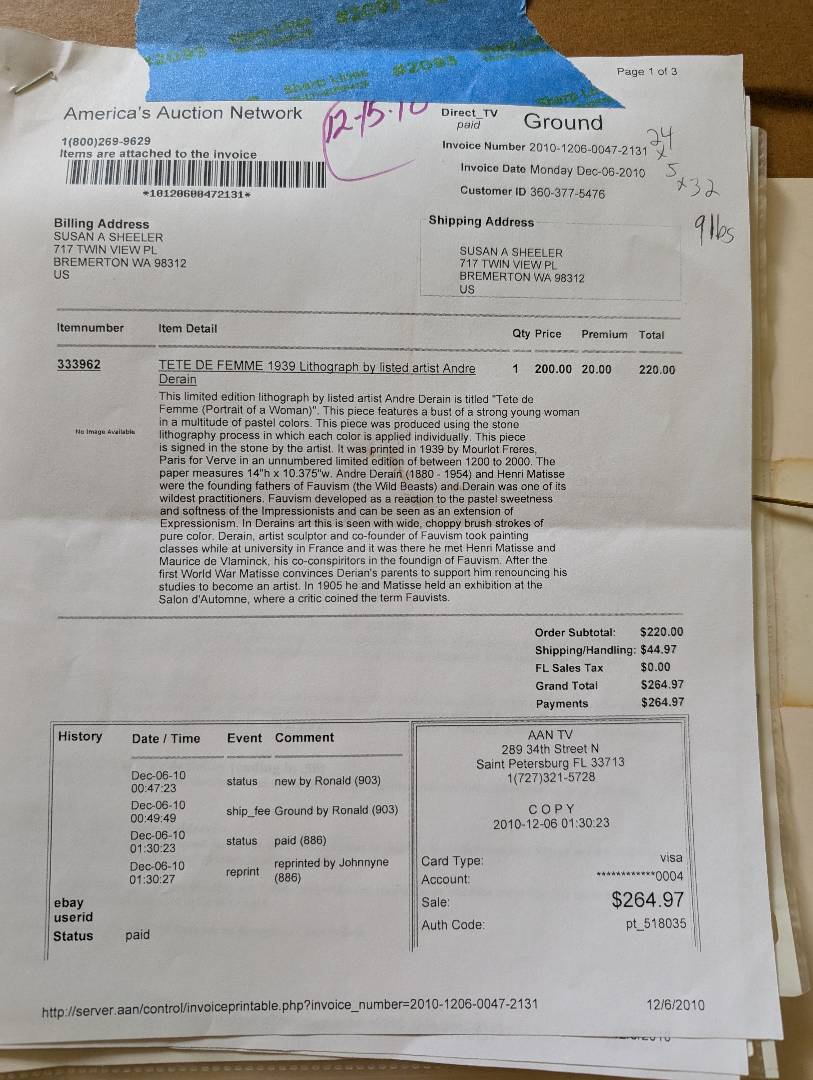 #2093
#2093
Sharp Lines
#2093
Sharp Lines
Page 1 of 3
America's Auction Network
12-15-10
Direct_TV
paid
Ground
1(800)269-9629
Items are attached to the invoice
*10120600472131*
Invoice Number 2010-1206-0047-2131
Invoice Date Monday Dec-06-2010
Customer ID 360-377-5476
24
x
5
x32
9 lbs
Billing Address
SUSAN A SHEELER
717 TWIN VIEW PL
BREMERTON WA 98312
US
Shipping Address
SUSAN A SHEELER
717 TWIN VIEW PL
BREMERTON WA 98312
US
Itemnumber Item Detail Qty Price Premium Total
333962 TETE DE FEMME 1939 Lithograph by listed artist Andre 1 200.00 20.00 220.00
Derain
No Image Available
This limited edition lithograph by listed artist Andre Derain is titled "Tete de
Femme (Portrait of a Woman)". This piece features a bust of a strong young woman
in a multitude of pastel colors. This piece was produced using the stone
lithography process in which each color is applied individually. This piece
is signed in the stone by the artist. It was printed in 1939 by Mourlot Freres,
Paris for Verve in an unnumbered limited edition of between 1200 to 2000. The
paper measures 14"h x 10.375"w. Andre Derain (1880 - 1954) and Henri Matisse
were the founding fathers of Fauvism (the Wild Beasts) and Derain was one of its
wildest practitioners. Fauvism developed as a reaction to the pastel sweetness
and softness of the Impressionists and can be seen as an extension of
Expressionism. In Derains art this is seen with wide, choppy brush strokes of
pure color. Derain, artist sculptor and co-founder of Fauvism took painting
classes while at university in France and it was there he met Henri Matisse and
Maurice de Vlaminck, his co-conspiritors in the foundign of Fauvism. After the
first World War Matisse convinces Derian's parents to support him renouncing his
studies to become an artist. In 1905 he and Matisse held an exhibition at the
Salon d'Automne, where a critic coined the term Fauvists.
Order Subtotal: $220.00
Shipping/Handling: $44.97
FL Sales Tax $0.00
Grand Total $264.97
Payments $264.97
History Date / Time Event Comment
Dec-06-10
00:47:23 status new by Ronald (903)
Dec-06-10
00:49:49 ship_fee Ground by Ronald (903)
Dec-06-10
01:30:23 status paid (886)
Dec-06-10
01:30:27 reprint reprinted by Johnnyne
(886)
ebay
userid
Status paid
AAN TV
289 34th Street N
Saint Petersburg FL 33713
1(727)321-5728
C O P Y
2010-12-06 01:30:23
Card Type: visa
Account: ************0004
Sale: $264.97
Auth Code: pt_518035
http://server.aan/control/invoiceprintable.php?invoice_number=2010-1206-0047-2131 12/6/2010